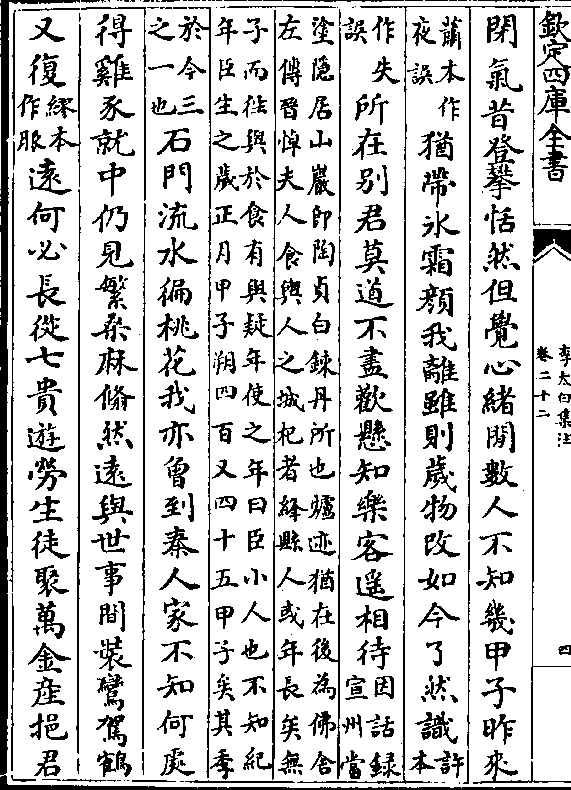 欽定四庫全書
李太白集注
卷二十二
四
閉氣昔登攀恬然但覺心緒閒數人不知幾甲子昨來
蕭本作
夜誤
猶帶氷霜顔我離雖則歲物改如今了然識
許
本
作失
誤
所在别君莫道不盡歡懸知樂客遥相待
因話録
宣州當
塗隠居山巖即陶貞白鍊丹所也爐迹猶在後為佛舍
左傳晉悼夫人食輿人之城杞者絳縣人或年長矣無
子而往與於食有與疑年使之年曰臣小人也不知紀
年臣生之歲正月甲子朔四百又四十五甲子矣其季
於今三
之一也
石門流水徧桃花我亦曾到秦人家不知何處
得雞豕就中仍見繁桑麻翛然遠與世事間裝鸞駕鶴
又復
繆本
作服
遠何必長從七貴遊勞生徒聚萬金産挹君